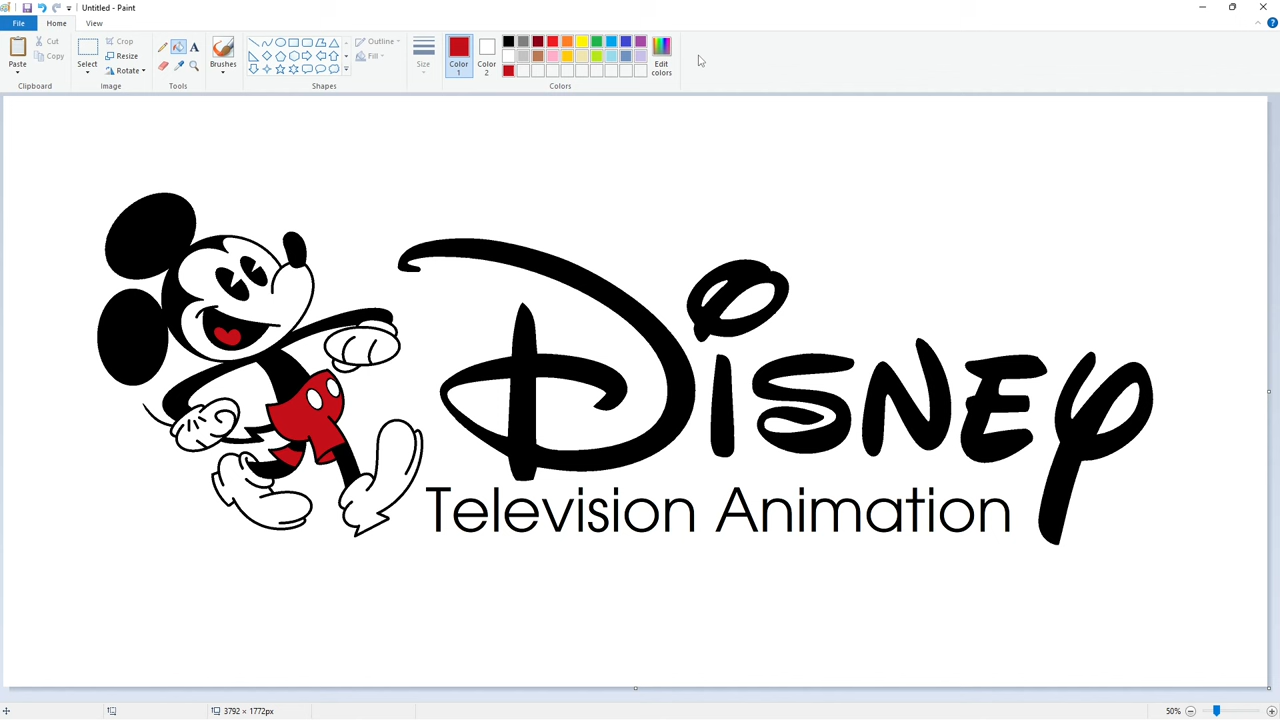 Untitled - Paint
File Home View
Paste
Cut
Copy
Clipboard
Select
Crop
Resize
Rotate
Image
A
Tools
Brushes
Outline
Fill
Shapes
Size
Color 1
Color 2
Edit colors
Colors
Disney
Television Animation
3792 × 1772px
50%